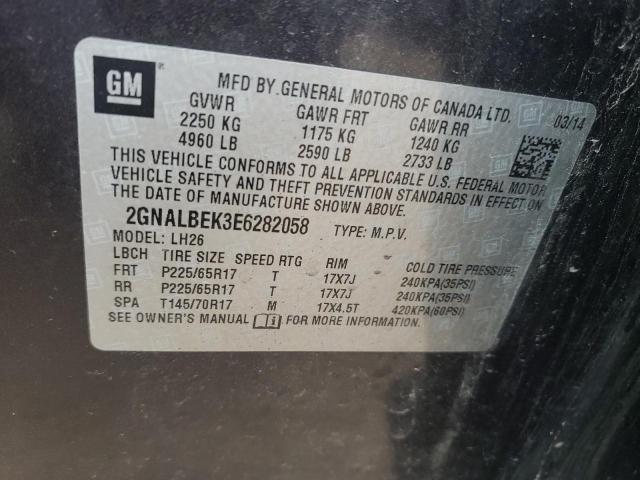 GM
MFD BY GENERAL MOTORS OF CANADA LTD.
GVWR GAWR FRT GAWR RR 03/14
2250 KG 1175 KG 1240 KG
4960 LB 2590 LB 2733 LB
THIS VEHICLE CONFORMS TO ALL APPLICABLE U.S. FEDERAL MOTOR
VEHICLE SAFETY AND THEFT PREVENTION STANDARDS IN EFFECT ON
THE DATE OF MANUFACTURE SHOWN ABOVE.
2GNALBEK3E6282058 TYPE: M.P.V.
MODEL: LH26
LBCH TIRE SIZE SPEED RTG RIM COLD TIRE PRESSURE
FRT P225/65R17 T 17X7J 240KPA(35PSI)
RR P225/65R17 T 17X7J 240KPA(35PSI)
SPA T145/70R17 M 17X4.5T 420KPA(60PSI)
SEE OWNER'S MANUAL FOR MORE INFORMATION.